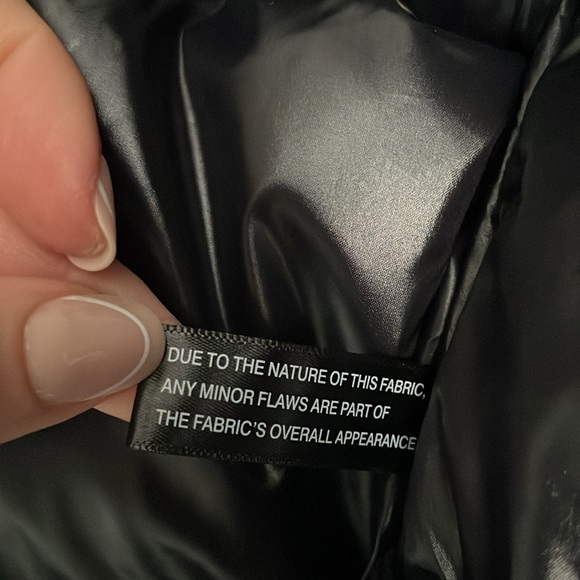 DUE TO THE NATURE OF THIS FABRIC,
ANY MINOR FLAWS ARE PART OF
THE FABRIC'S OVERALL APPEARANCE